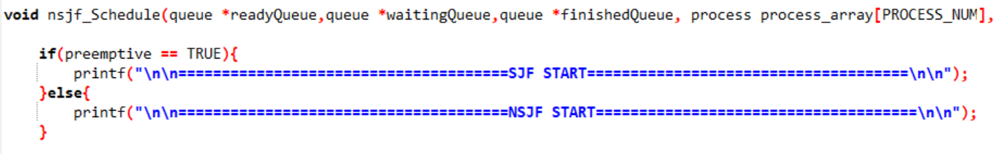 void nsjf_Schedule(queue *readyQueue,queue *waitingQueue,queue *finishedQueue, process process_array[PROCESS_NUM],
if(preemptive == TRUE){
printf("\n\n======================================SJF START=====================================\n\n");
}else{
printf("\n\n======================================NSJF START=====================================\n\n");
}